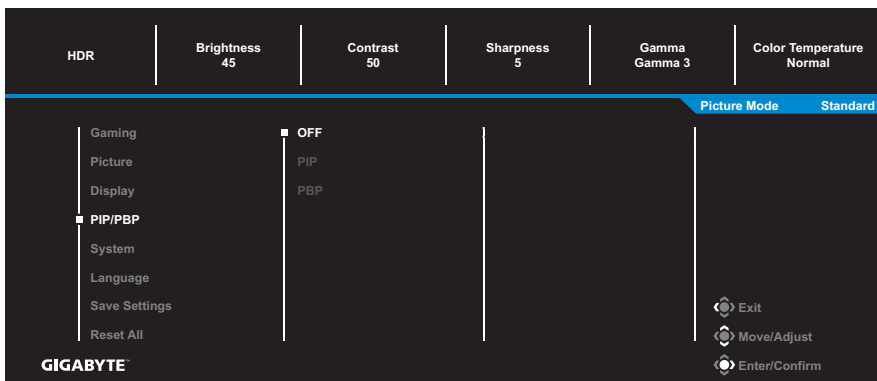 HDR
Brightness
45
Contrast
50
Sharpness
5
Gamma
Gamma 3
Color Temperature
Normal
Picture Mode Standard
Gaming
Picture
Display
PIP/PBP
System
Language
Save Settings
Reset All
OFF
PIP
PBP
Exit
Move/Adjust
Enter/Confirm
GIGABYTE™